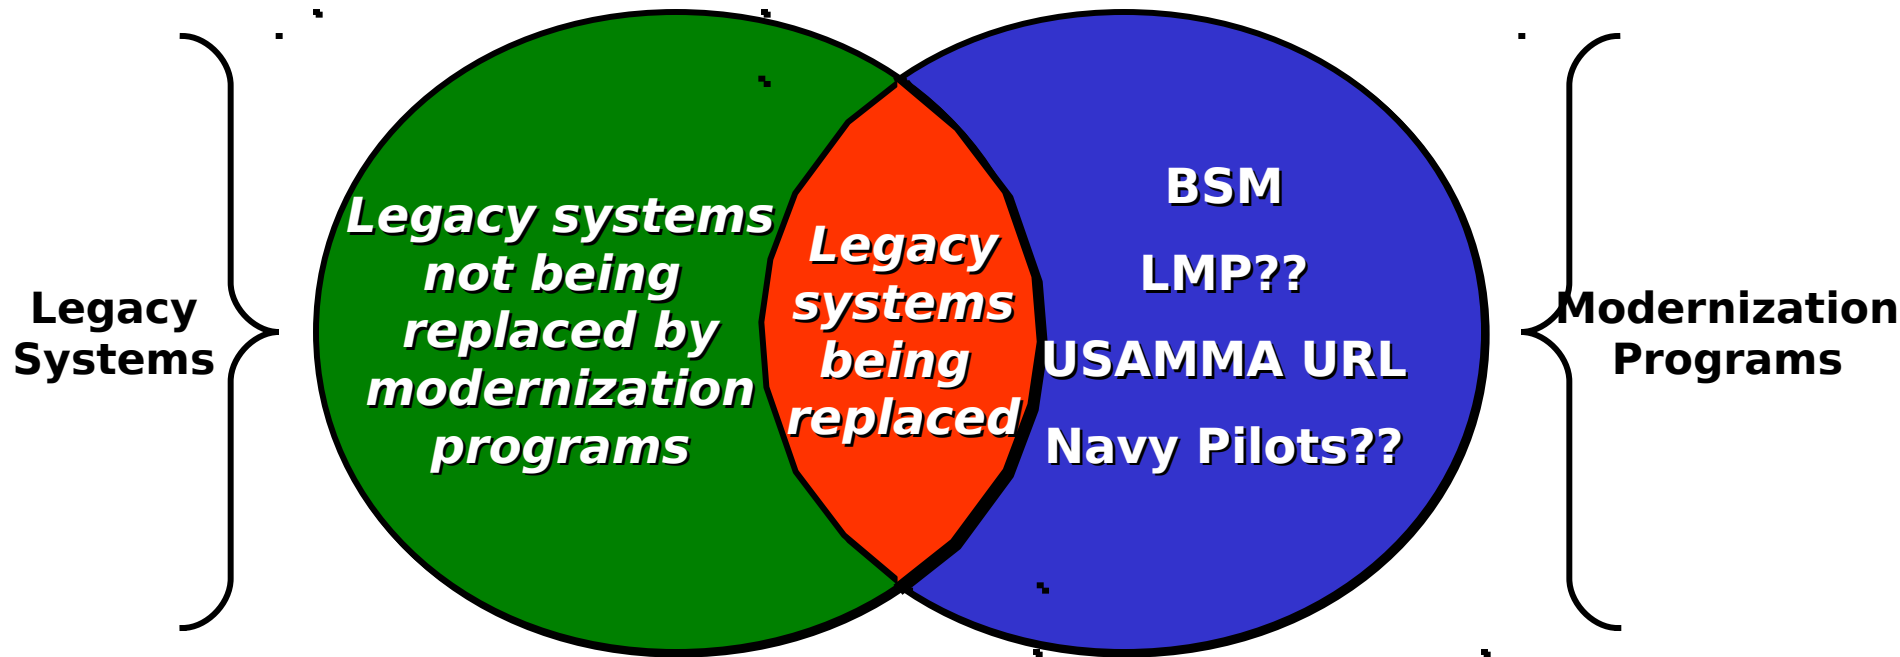 Legacy
Systems
Legacy systems
not being
replaced by
modernization
programs
Legacy
systems
being
replaced
BSM
LMP??
USAMMA URL
Navy Pilots??
Modernization
Programs